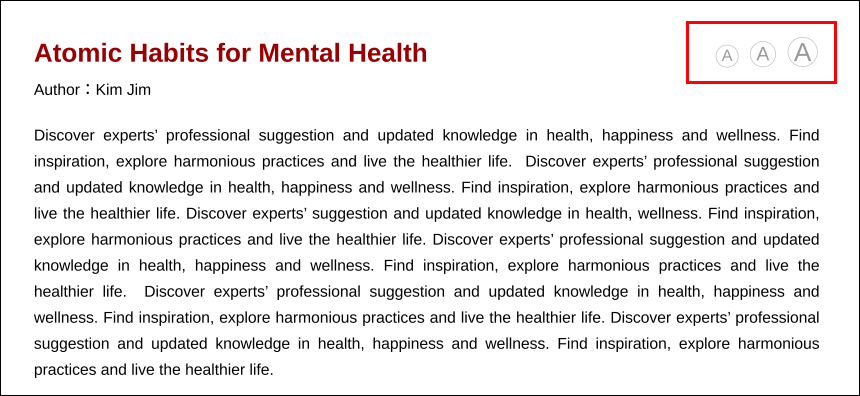 Atomic Habits for Mental Health
A A A
Author：Kim Jim
Discover experts’ professional suggestion and updated knowledge in health, happiness and wellness. Find
inspiration, explore harmonious practices and live the healthier life.  Discover experts’ professional suggestion
and updated knowledge in health, happiness and wellness. Find inspiration, explore harmonious practices and
live the healthier life. Discover experts’ suggestion and updated knowledge in health, wellness. Find inspiration,
explore harmonious practices and live the healthier life. Discover experts’ professional suggestion and updated
knowledge in health, happiness and wellness. Find inspiration, explore harmonious practices and live the
healthier life.  Discover experts’ professional suggestion and updated knowledge in health, happiness and
wellness. Find inspiration, explore harmonious practices and live the healthier life. Discover experts’ professional
suggestion and updated knowledge in health, happiness and wellness. Find inspiration, explore harmonious
practices and live the healthier life.